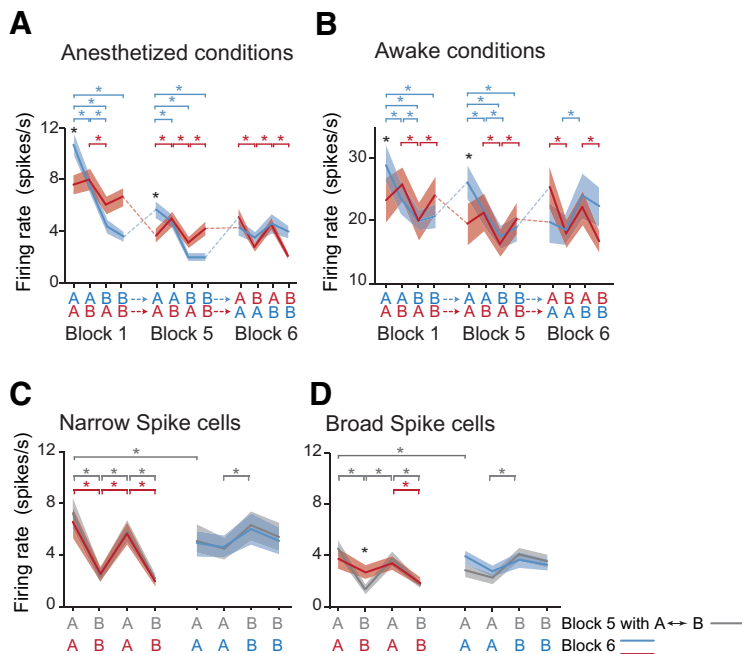 A
Anesthetized conditions
B
Awake conditions
* * * *
* * * * * *
* * * * * * * *
* * * * * * * * * * *
* * * *
12
8
4
0
Firing rate (spikes/s)
30
20
10
Firing rate (spikes/s)
A A B B A A B B A B A B
A B A B A B A B A A B B
Block 1 Block 5 Block 6
A A B B A A B B A B A B
A B A B A B A B A A B B
Block 1 Block 5 Block 6
C
Narrow Spike cells
D
Broad Spike cells
12
8
4
0
Firing rate (spikes/s)
* * * * *
* * *
12
8
4
0
* * * * *
* *
A B A B A A B B
A B A B A A B B
A B A B A A B B
A B A B A A B B
Block 5 with A↔B
Block 6